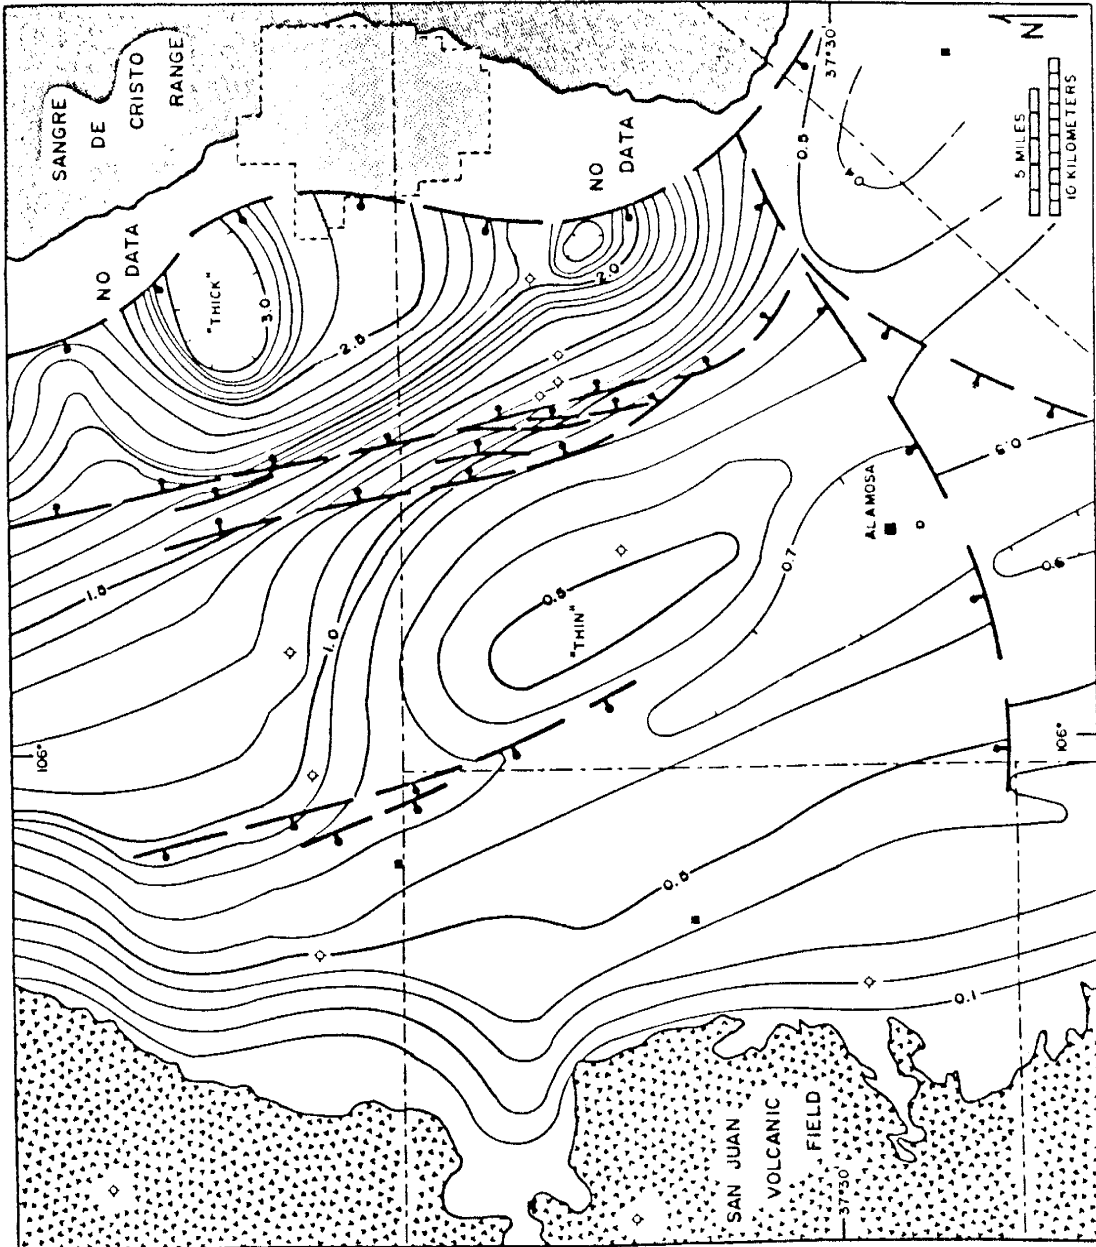 SANGRE
DE
CRISTO
RANGE
NO
DATA
"THICK"
3.0
2.5
NO
DATA
2.0
37°30'
N
5 MILES
10 KILOMETERS
0.5
1.5
1.0
0.5
"THIN"
0.7
ALAMOSA
0.6
106°
106°
0.5
0.1
SAN JUAN
VOLCANIC
FIELD
37°30'